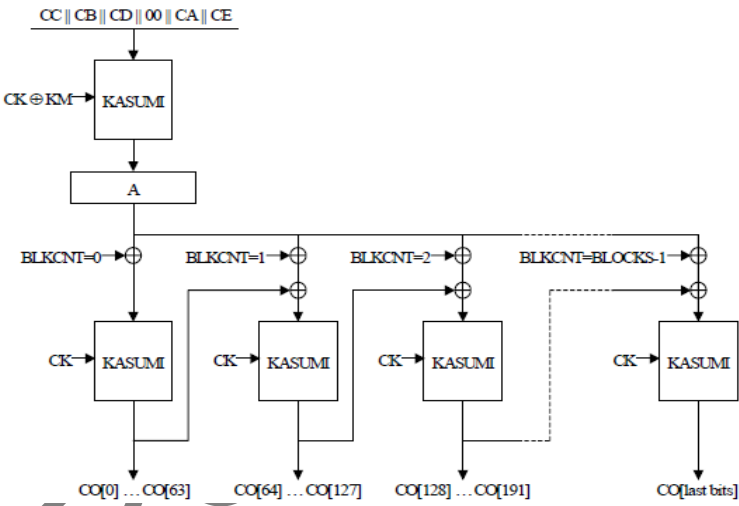 CC || CB || CD || 00 || CA || CE
CK ⊕ KM
KASUMI
A
BLKCNT=0
BLKCNT=1
BLKCNT=2
BLKCNT=BLOCKS-1
CK
KASUMI
CK
KASUMI
CK
KASUMI
CK
KASUMI
CO[0] …CO[63]
CO[64] …CO[127]
CO[128] …CO[191]
CO[last bits]